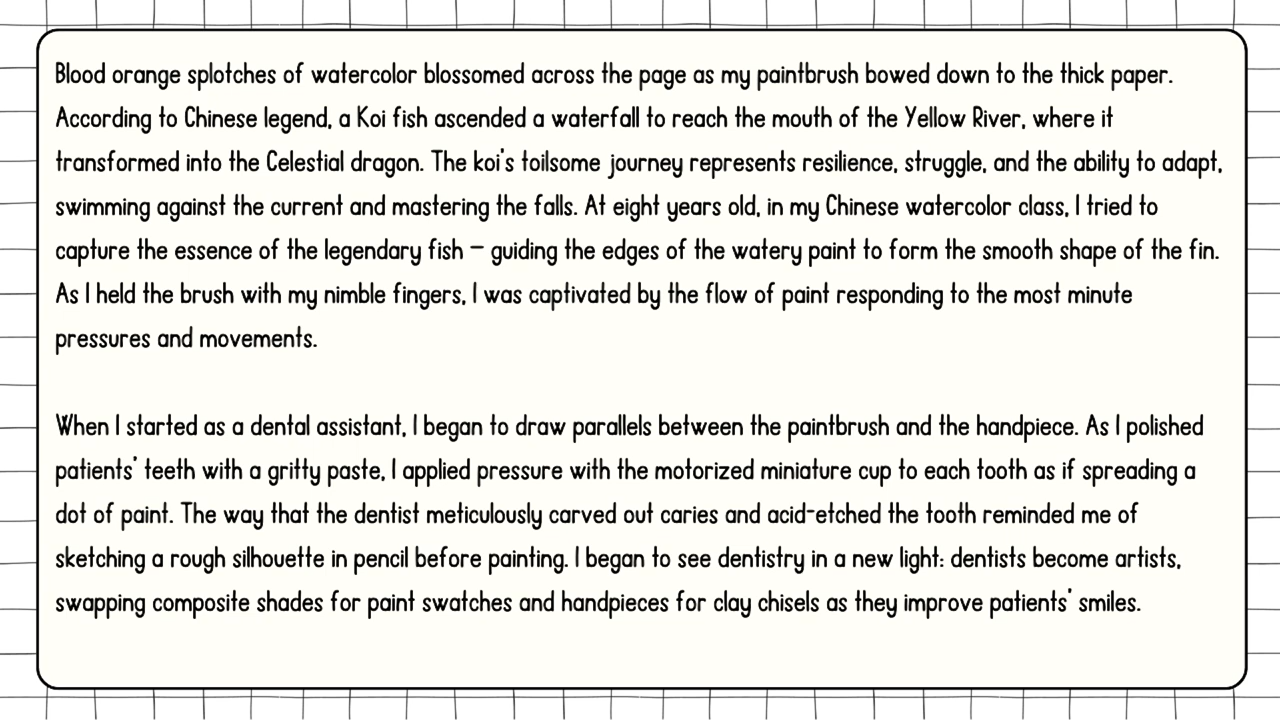 Blood orange splotches of watercolor blossomed across the page as my paintbrush bowed down to the thick paper.
According to Chinese legend, a Koi fish ascended a waterfall to reach the mouth of the Yellow River, where it
transformed into the Celestial dragon. The koi's toilsome journey represents resilience, struggle, and the ability to adapt,
swimming against the current and mastering the falls. At eight years old, in my Chinese watercolor class, I tried to
capture the essence of the legendary fish – guiding the edges of the watery paint to form the smooth shape of the fin.
As I held the brush with my nimble fingers, I was captivated by the flow of paint responding to the most minute
pressures and movements.

When I started as a dental assistant, I began to draw parallels between the paintbrush and the handpiece. As I polished
patients' teeth with a gritty paste, I applied pressure with the motorized miniature cup to each tooth as if spreading a
dot of paint. The way that the dentist meticulously carved out caries and acid-etched the tooth reminded me of
sketching a rough silhouette in pencil before painting. I began to see dentistry in a new light: dentists become artists,
swapping composite shades for paint swatches and handpieces for clay chisels as they improve patients' smiles.